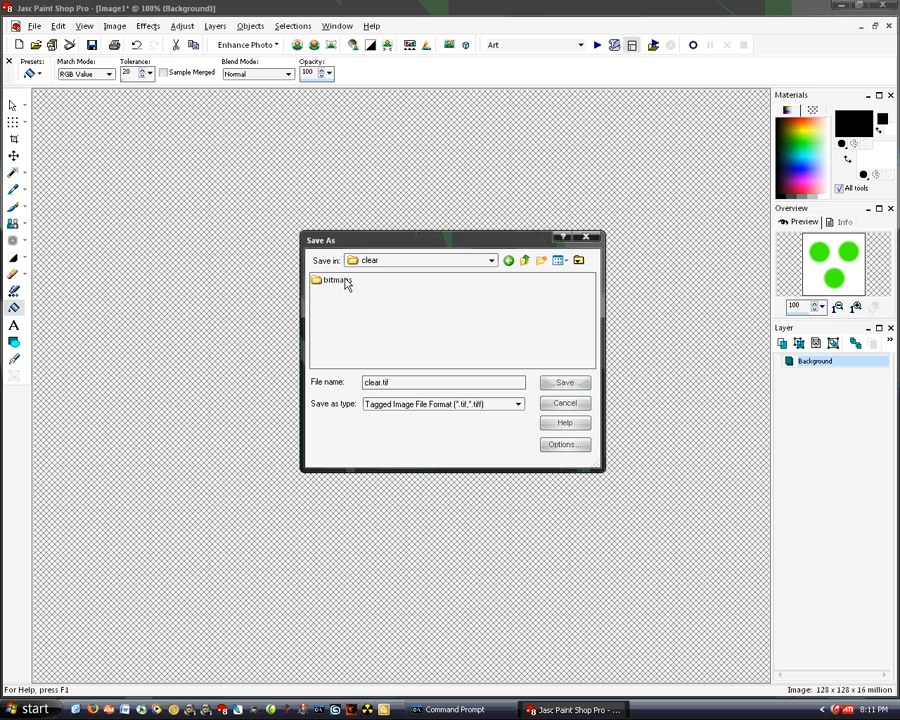 Jasc Paint Shop Pro - [Image1* @ 100% (Background)]
File Edit View Image Effects Adjust Layers Objects Selections Window Help
Enhance Photo Art
Presets: Match Mode: Tolerance: Blend Mode: Opacity:
RGB Value 20 Sample Merged Normal 100
Materials
All tools
Overview
Preview Info
100
Layer
Background
Save As
Save in: clear
bitmaps
File name: clear.tif Save
Save as type: Tagged Image File Format (*.tif,*.tiff) Cancel
Help
Options...
For Help, press F1 Image: 128 x 128 x 16 million
start Command Prompt Jasc Paint Shop Pro - ... 8:11 PM